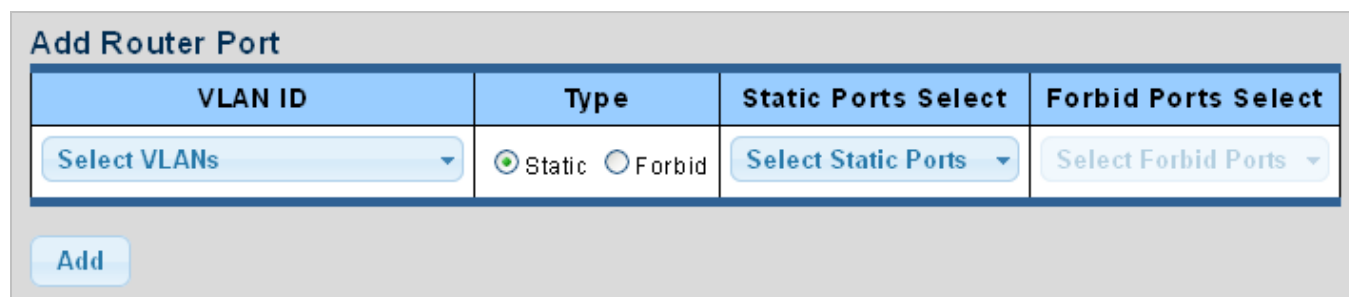 Add Router Port
VLAN ID Type Static Ports Select Forbid Ports Select
Select VLANs Static Forbid Select Static Ports Select Forbid Ports
Add